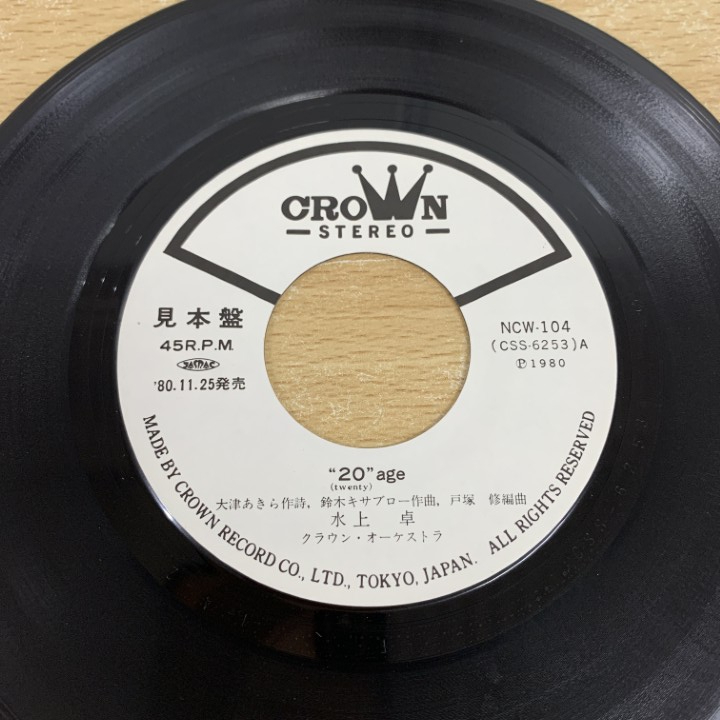 CROWN
STEREO
見本盤
45R.P.M.
JASRAC
'80.11.25発売
NCW-104
(CSS-6253)A
Ⓟ1980
“20”age
(twenty)
大津あきら作詩, 鈴木キサブロー作曲, 戸塚 修編曲
水上 卓
クラウン・オーケストラ
MADE BY CROWN RECORD CO., LTD., TOKYO, JAPAN. ALL RIGHTS RESERVED